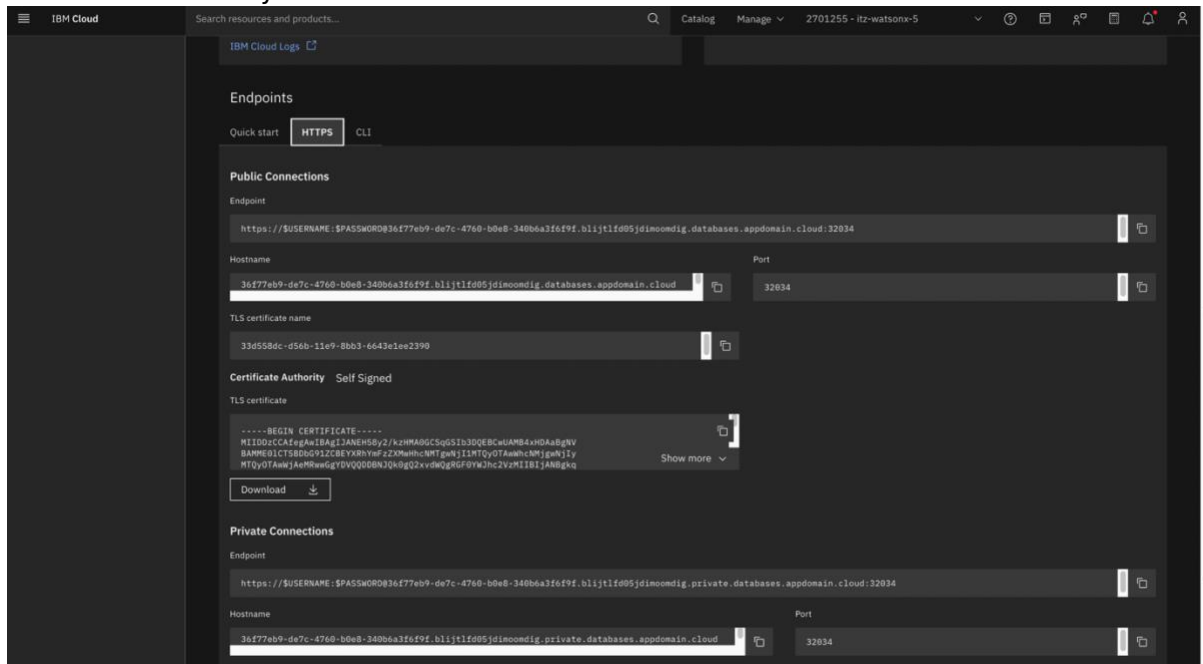 IBM Cloud
Search resources and products...
Catalog
Manage
2701255 - itz-watsonx-5
IBM Cloud Logs
Endpoints
Quick start
HTTPS
CLI
Public Connections
Endpoint
https://$USERNAME:$PASSWORD@36f77eb9-de7c-4760-b0e8-340b6a3f6f9f.blijtlfd05jdimoomdig.databases.appdomain.cloud:32034
Hostname
Port
36f77eb9-de7c-4760-b0e8-340b6a3f6f9f.blijtlfd05jdimoomdig.databases.appdomain.cloud
32034
TLS certificate name
33d558dc-d56b-11e9-8bb3-6643e1ee2390
Certificate Authority Self Signed
TLS certificate
-----BEGIN CERTIFICATE-----
Show more
Download
Private Connections
Endpoint
https://$USERNAME:$PASSWORD@36f77eb9-de7c-4760-b0e8-340b6a3f6f9f.blijtlfd05jdimoomdig.private.databases.appdomain.cloud:32034
Hostname
Port
36f77eb9-de7c-4760-b0e8-340b6a3f6f9f.blijtlfd05jdimoomdig.private.databases.appdomain.cloud
32034